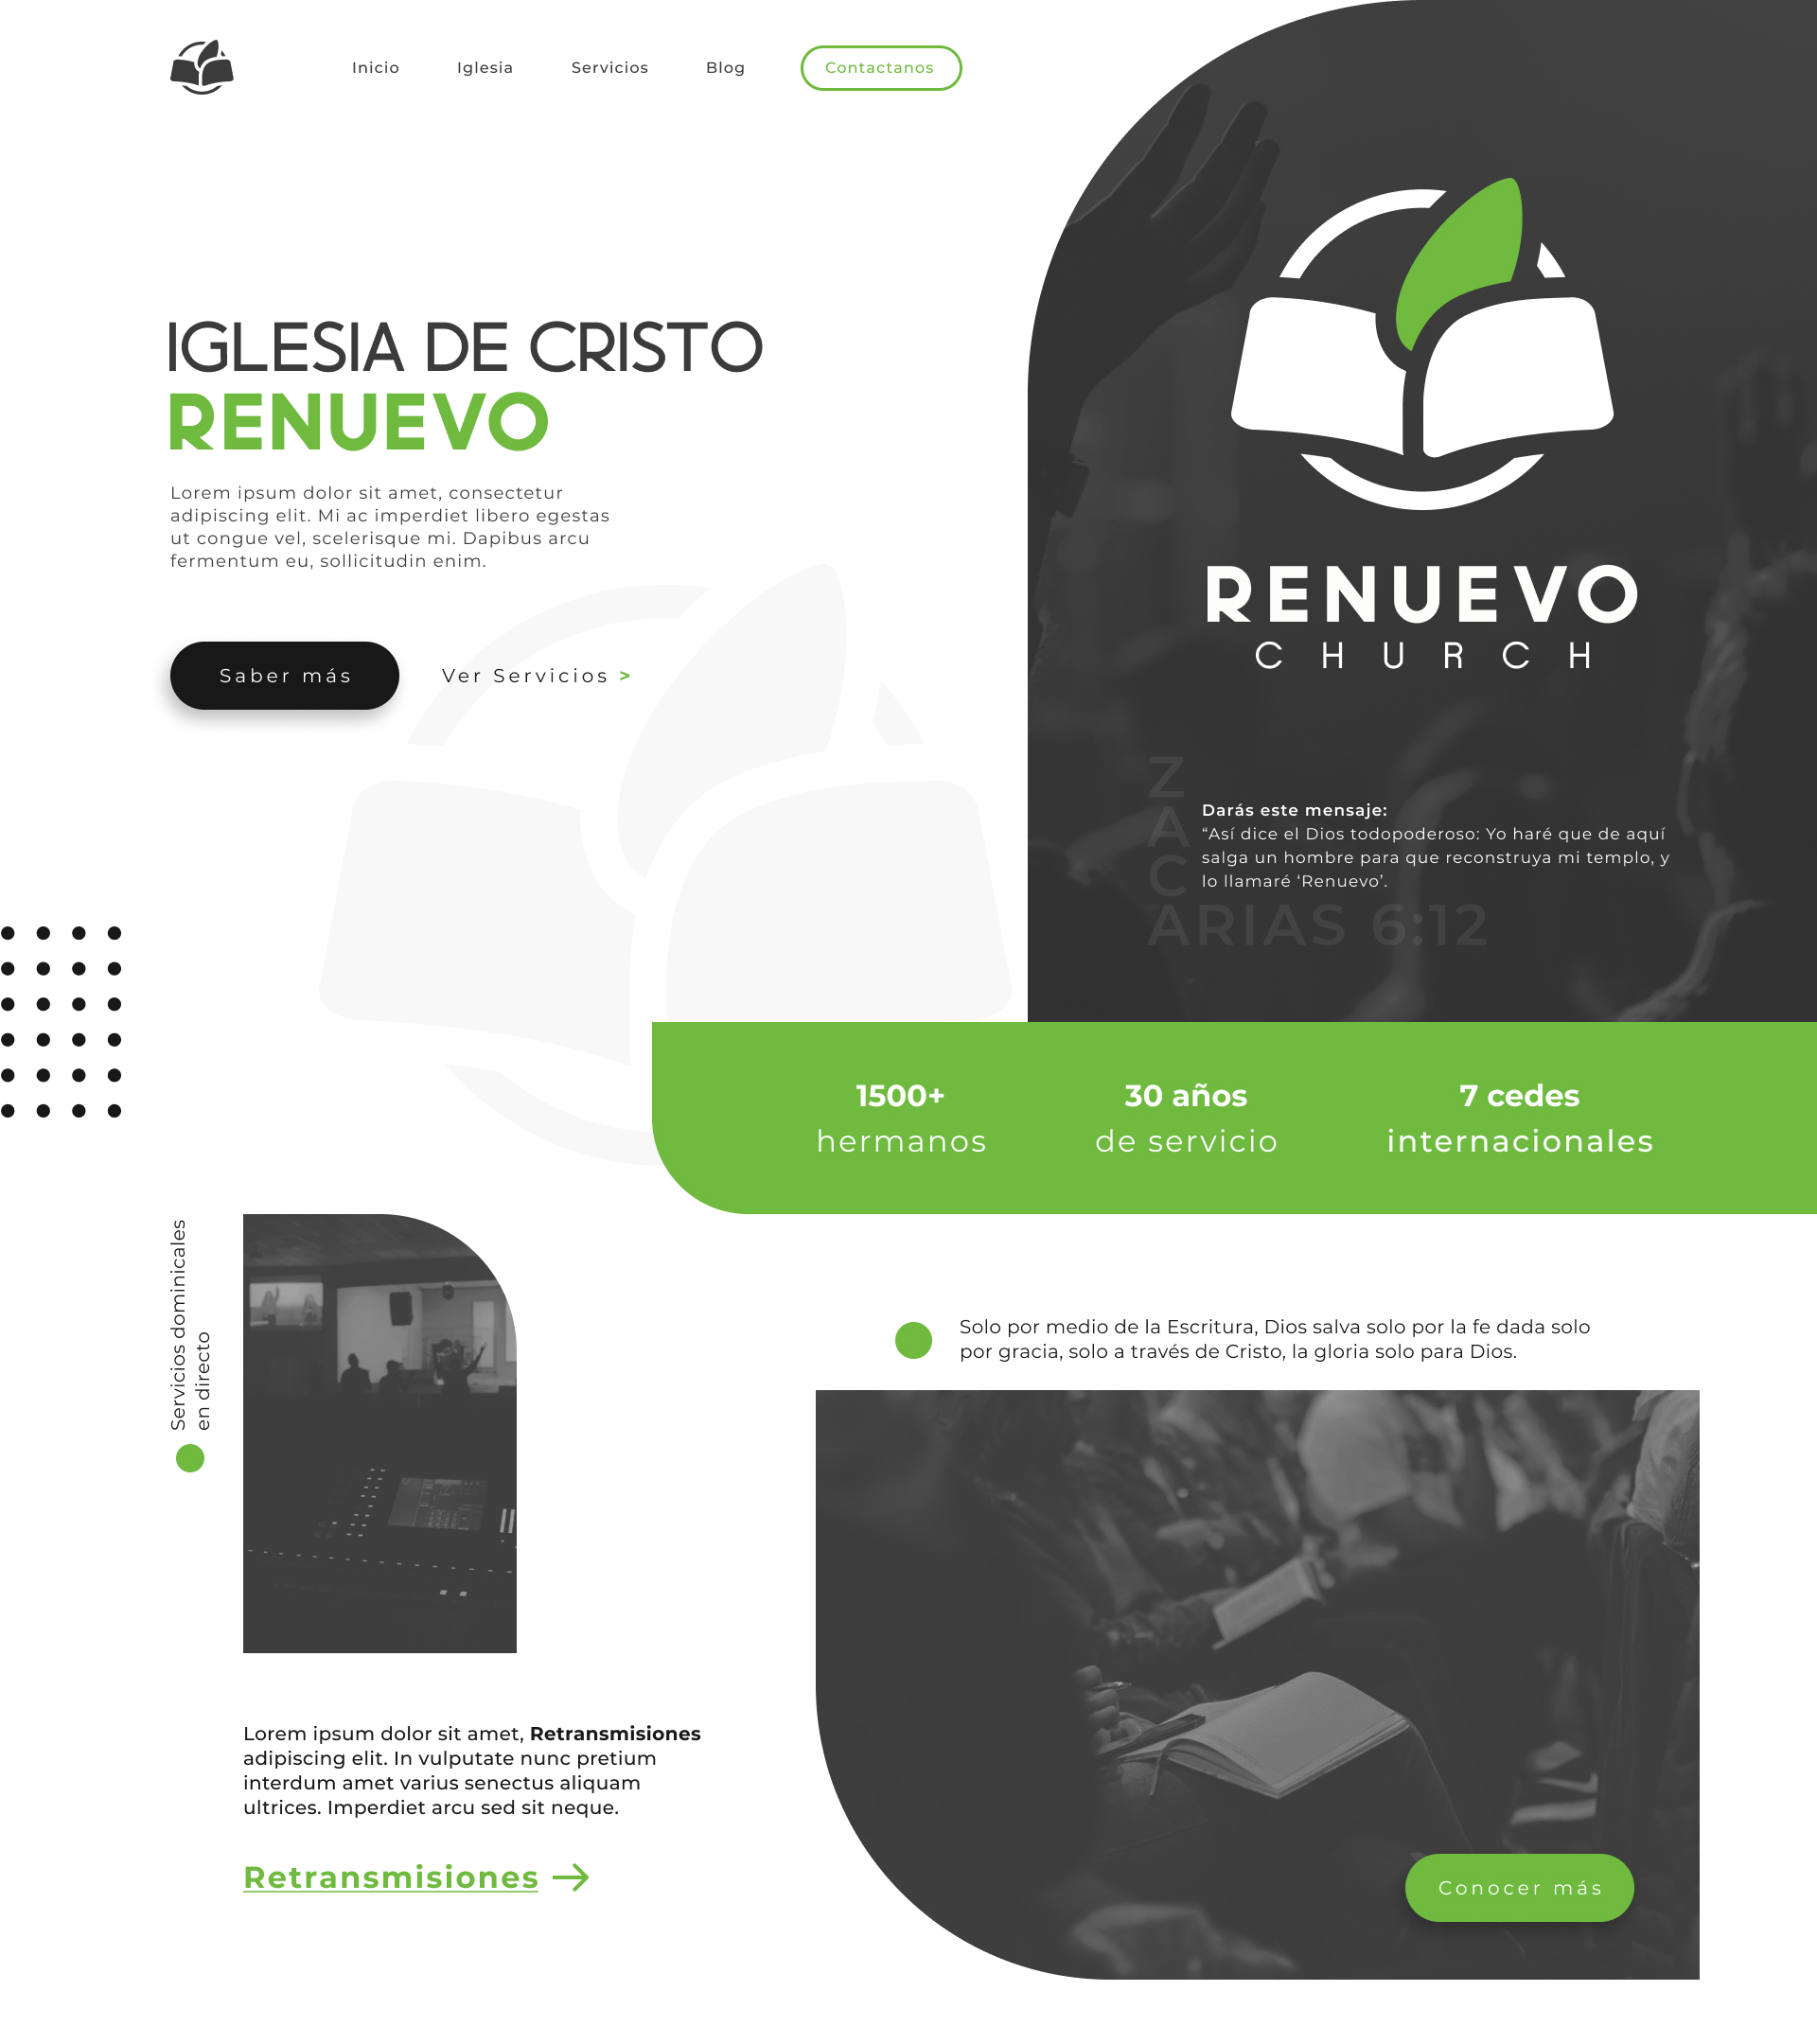 Inicio
Iglesia
Servicios
Blog
Contactanos
IGLESIA DE CRISTO
RENUEVO
Lorem ipsum dolor sit amet, consectetur
adipiscing elit. Mi ac imperdiet libero egestas
ut congue vel, scelerisque mi. Dapibus arcu
fermentum eu, sollicitudin enim.
Saber más
Ver Servicios >
RENUEVO
CHURCH
Darás este mensaje:
“Así dice el Dios todopoderoso: Yo haré que de aquí
salga un hombre para que reconstruya mi templo, y
lo llamaré ‘Renuevo’.
Z
A
C
ARIAS 6:12
1500+
hermanos
30 años
de servicio
7 cedes
internacionales
Servicios dominicales
en directo
Solo por medio de la Escritura, Dios salva solo por la fe dada solo
por gracia, solo a través de Cristo, la gloria solo para Dios.
Lorem ipsum dolor sit amet, Retransmisiones
adipiscing elit. In vulputate nunc pretium
interdum amet varius senectus aliquam
ultrices. Imperdiet arcu sed sit neque.
Retransmisiones
Conocer más